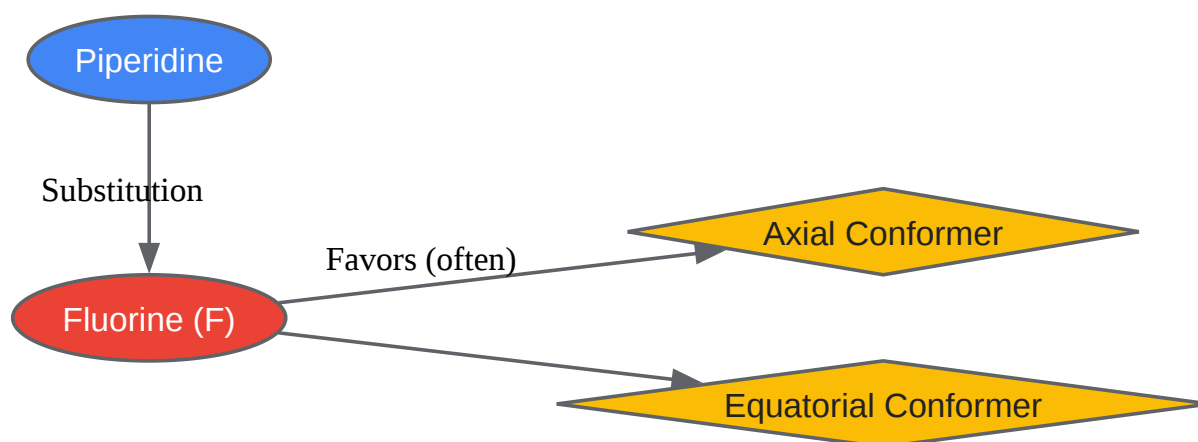 Piperidine
Substitution
Axial Conformer
Favors (often)
Fluorine (F)
Equatorial Conformer